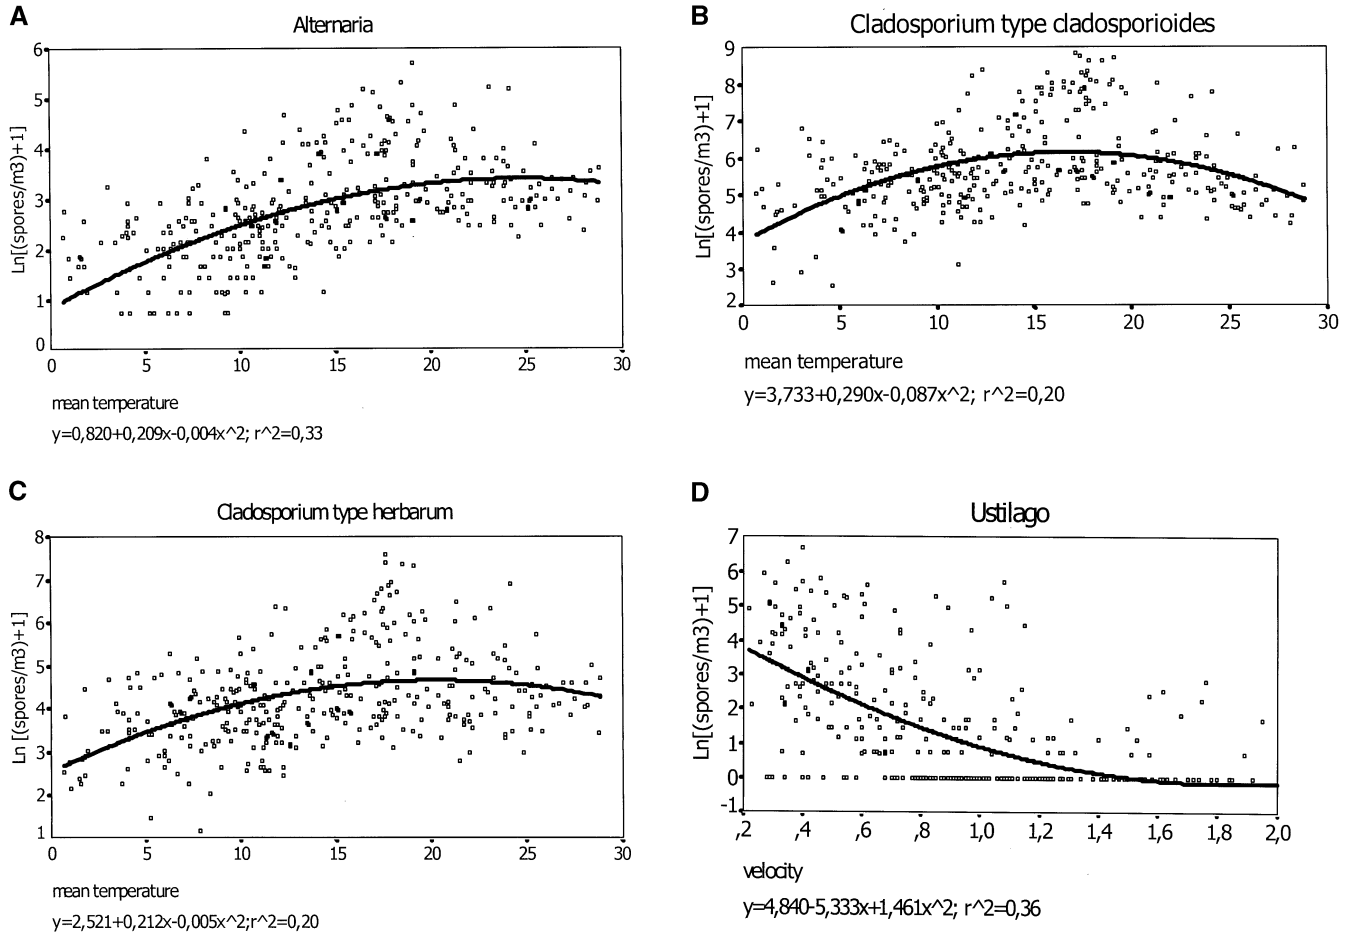 A
Alternaria
Ln[(spores/m3)+1]
6
5
4
3
2
1
0
0 5 10 15 20 25 30
mean temperature
y=0,820+0,209x-0,004x^2; r^2=0,33
B
Cladosporium type cladosporioides
Ln[(spores/m3)+1]
9
8
7
6
5
4
3
2
0 5 10 15 20 25 30
mean temperature
y=3,733+0,290x-0,087x^2; r^2=0,20
C
Cladosporium type herbarum
Ln [(spores/m3)+1]
8
7
6
5
4
3
2
1
0 5 10 15 20 25 30
mean temperature
y=2,521+0,212x-0,005x^2;r^2=0,20
D
Ustilago
Ln[(spores/m3)+1]
7
6
5
4
3
2
1
0
-1
,2 ,4 ,6 ,8 1,0 1,2 1,4 1,6 1,8 2,0
velocity
y=4,840-5,333x+1,461x^2; r^2=0,36